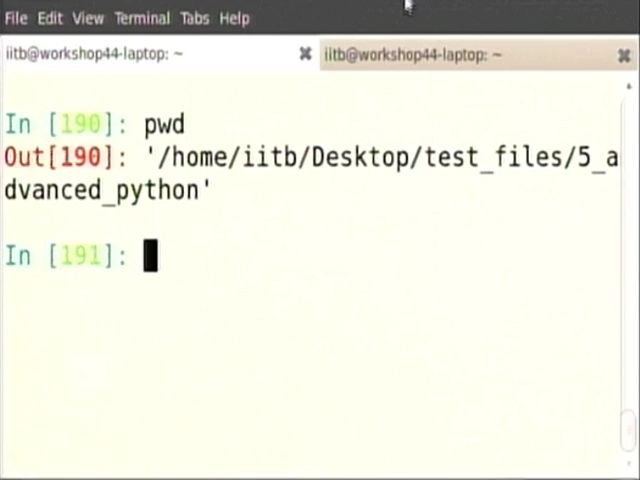 File Edit View Terminal Tabs Help
iitb@workshop44-laptop: ~ iitb@workshop44-laptop: ~
In [190]: pwd
Out[190]: '/home/iitb/Desktop/test_files/5_a
dvanced_python'
In [191]: